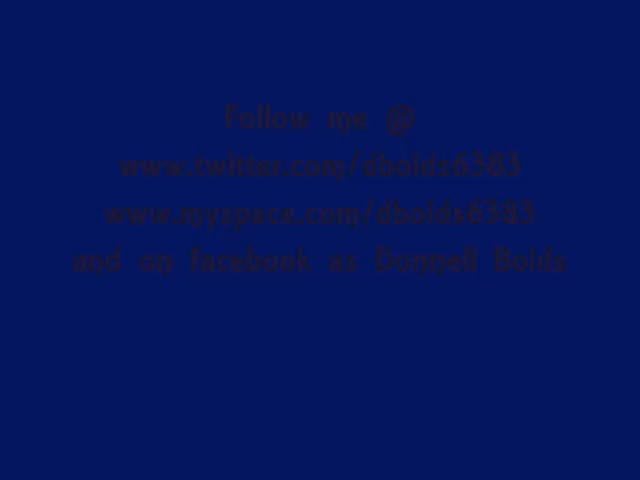 Follow me @
www.twitter.com/dbolds6383
www.myspace.com/dbolds6383
and on facebook as Donnell Bolds